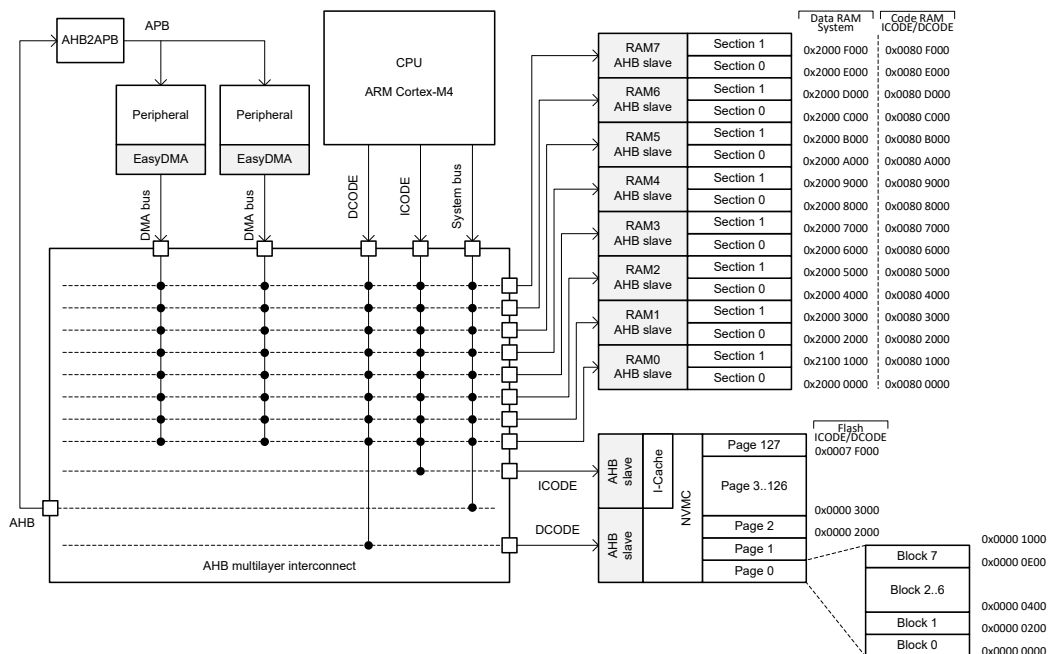 Data RAM
System
Code RAM
ICODE/DCODE
AHB2APB
APB
CPU
ARM Cortex-M4
Peripheral
EasyDMA
Peripheral
EasyDMA
DMA bus
DMA bus
DCODE
ICODE
System bus
RAM7
AHB slave
Section 1
0x2000 F000
0x0080 F000
Section 0
0x2000 E000
0x0080 E000
RAM6
AHB slave
Section 1
0x2000 D000
0x0080 D000
Section 0
0x2000 C000
0x0080 C000
RAM5
AHB slave
Section 1
0x2000 B000
0x0080 B000
Section 0
0x2000 A000
0x0080 A000
RAM4
AHB slave
Section 1
0x2000 9000
0x0080 9000
Section 0
0x2000 8000
0x0080 8000
RAM3
AHB slave
Section 1
0x2000 7000
0x0080 7000
Section 0
0x2000 6000
0x0080 6000
RAM2
AHB slave
Section 1
0x2000 5000
0x0080 5000
Section 0
0x2000 4000
0x0080 4000
RAM1
AHB slave
Section 1
0x2000 3000
0x0080 3000
Section 0
0x2000 2000
0x0080 2000
RAM0
AHB slave
Section 1
0x2100 1000
0x0080 1000
Section 0
0x2000 0000
0x0080 0000
Flash
ICODE/DCODE
0x0007 F000
0x0000 3000
0x0000 2000
0x0000 1000
0x0000 0E00
0x0000 0400
0x0000 0200
0x0000 0000
ICODE
DCODE
AHB
AHB slave
AHB slave
I-Cache
NVMC
Page 127
Page 3..126
Page 2
Page 1
Page 0
Block 7
Block 2..6
Block 1
Block 0
AHB multilayer interconnect